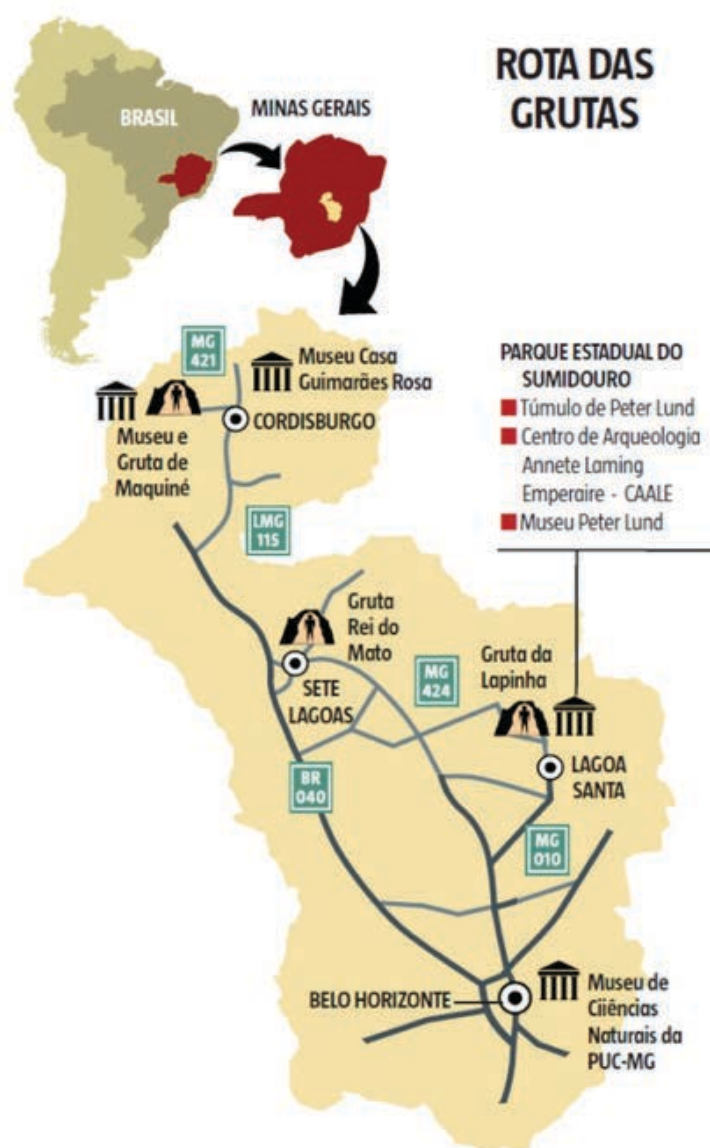 ROTA DAS
GRUTAS
BRASIL
MINAS GERAIS
MG
421
Museu Casa
Guimarães Rosa
CORDISBURGO
Museu e
Gruta de
Maquiné
LMG
115
PARQUE ESTADUAL DO
SUMIDOURO
Túmulo de Peter Lund
Centro de Arqueologia
Annete Laming
Emperaire - CAALE
Museu Peter Lund
Gruta
Rei do
Mato
SETE
LAGOAS
MG
424
Gruta da
Lapinha
LAGOA
SANTA
BR
040
MG
010
BELO HORIZONTE
Museu de
Ciiências
Naturais da
PUC-MG